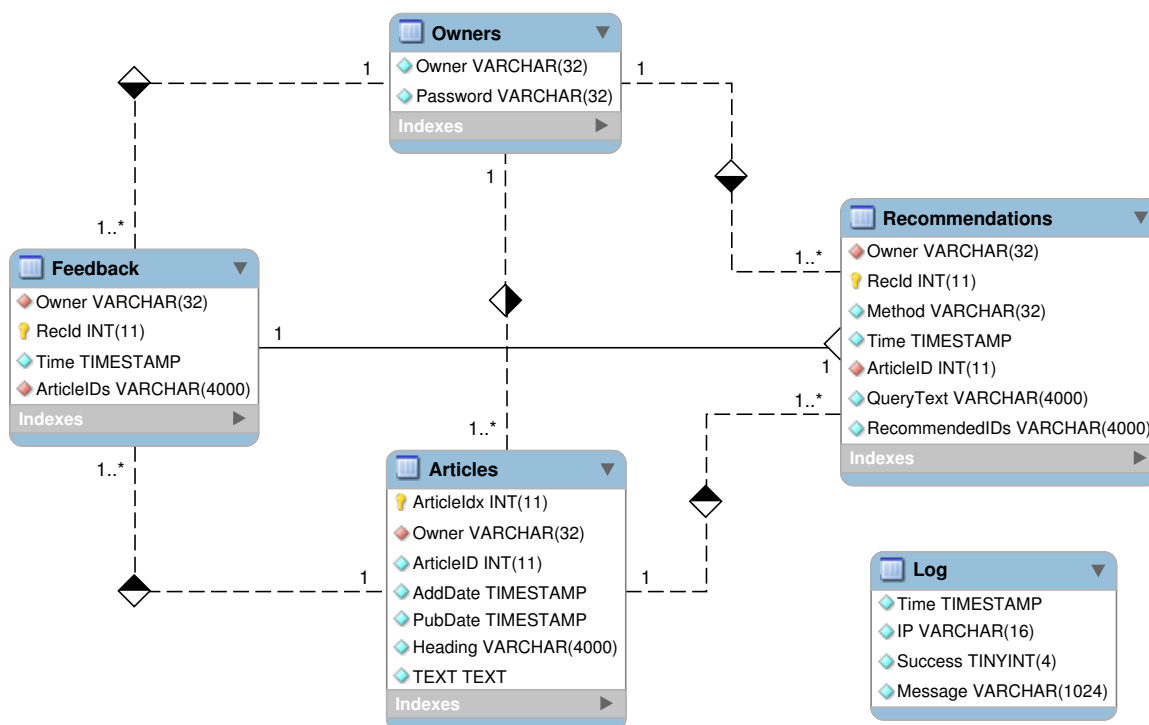 Owners
Owner VARCHAR(32)
Password VARCHAR(32)
Indexes
1
1
1
1..*
1..*
1..*
Feedback
Owner VARCHAR(32)
RecId INT(11)
Time TIMESTAMP
ArticleIDs VARCHAR(4000)
Indexes
1
1
1..*
1
Recommendations
Owner VARCHAR(32)
RecId INT(11)
Method VARCHAR(32)
Time TIMESTAMP
ArticleID INT(11)
QueryText VARCHAR(4000)
RecommendedIDs VARCHAR(4000)
Indexes
1..*
1
Articles
ArticleIdx INT(11)
Owner VARCHAR(32)
ArticleID INT(11)
AddDate TIMESTAMP
PubDate TIMESTAMP
Heading VARCHAR(4000)
TEXT TEXT
Indexes
Log
Time TIMESTAMP
IP VARCHAR(16)
Success TINYINT(4)
Message VARCHAR(1024)